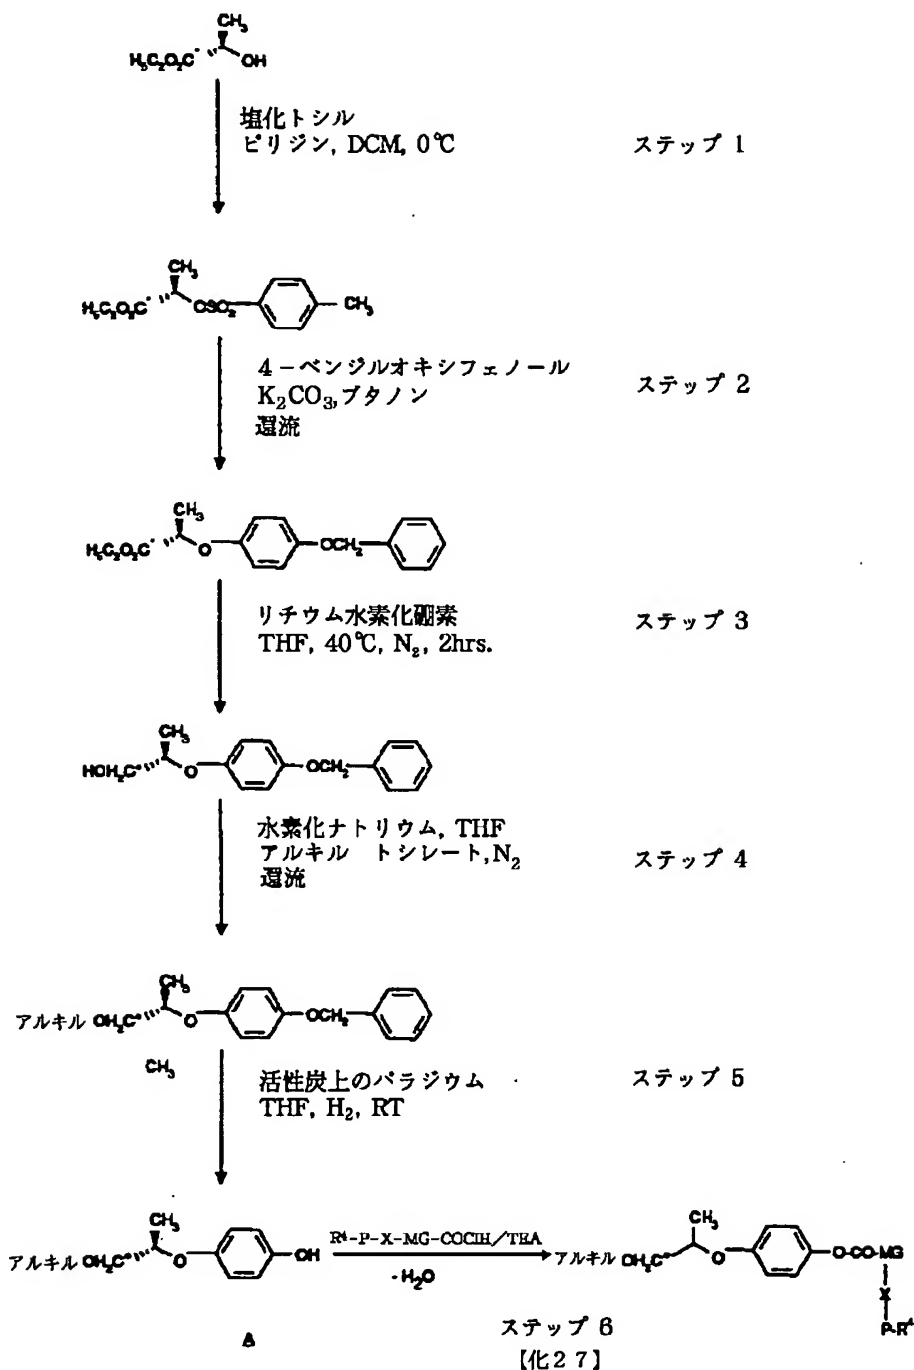 CH₃
H₅C₂O₂C OH
塩化トシル
ピリジン, DCM, 0℃
ステップ 1
CH₃
H₅C₂O₂C OSO₂ CH₃
4－ベンジルオキシフェノール
K₂CO₃,ブタノン
還流
ステップ 2
CH₃
H₅C₂O₂C O OCH₂
リチウム水素化硼素
THF, 40℃, N₂, 2hrs.
ステップ 3
CH₃
HOH₂C O OCH₂
水素化ナトリウム, THF
アルキル トシレート,N₂
還流
ステップ 4
CH₃
アルキル OH₂C O OCH₂
CH₃
活性炭上のパラジウム
THF, H₂, RT
ステップ 5
CH₃
アルキル OH₂C O OH
R⁴-P-X-MG-COClH/TEA
-H₂O
CH₃
アルキル OH₂C O O-CO-MG
X
P-R⁴
A
ステップ 6
【化27】